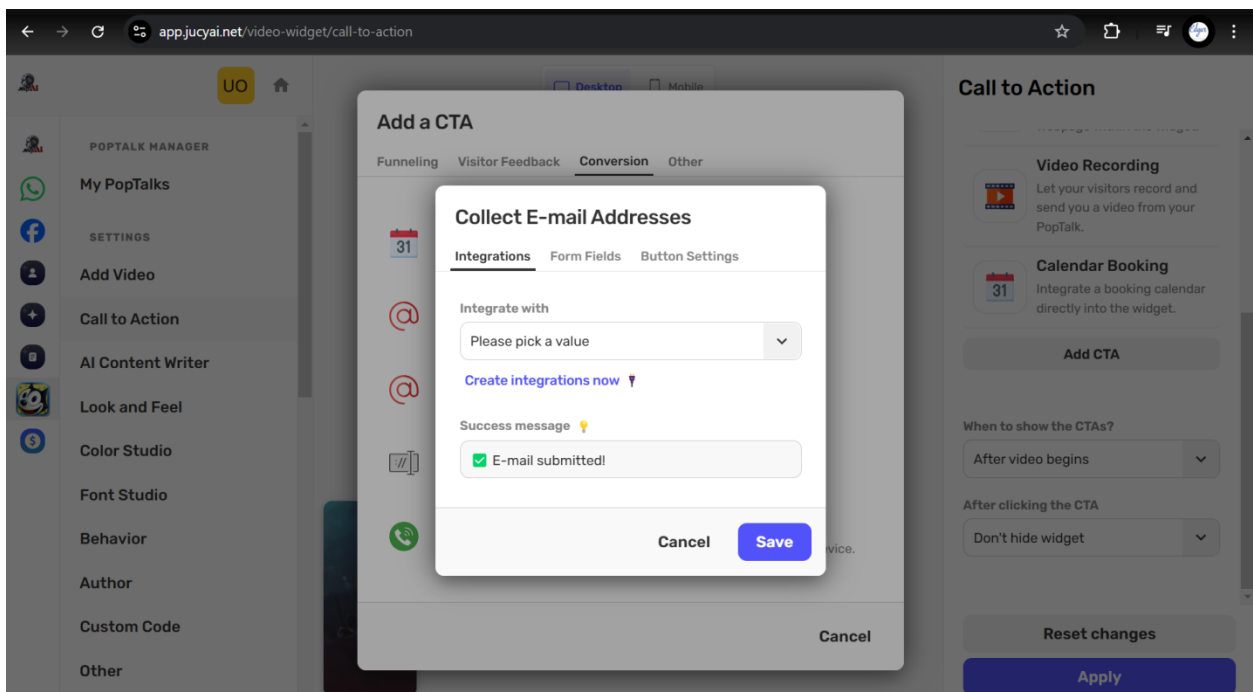 app.jucyai.net/video-widget/call-to-action
UO
POPTALK MANAGER
My PopTalks
SETTINGS
Add Video
Call to Action
AI Content Writer
Look and Feel
Color Studio
Font Studio
Behavior
Author
Custom Code
Other
Desktop
Mobile
Add a CTA
Funneling
Visitor Feedback
Conversion
Other
31
Collect E-mail Addresses
Integrations
Form Fields
Button Settings
Integrate with
Please pick a value
Create integrations now
Success message
✅ E-mail submitted!
Cancel
Save
Cancel
Call to Action
Video Recording
Let your visitors record and
send you a video from your
PopTalk.
31
Calendar Booking
Integrate a booking calendar
directly into the widget.
Add CTA
When to show the CTAs?
After video begins
After clicking the CTA
Don't hide widget
Reset changes
Apply